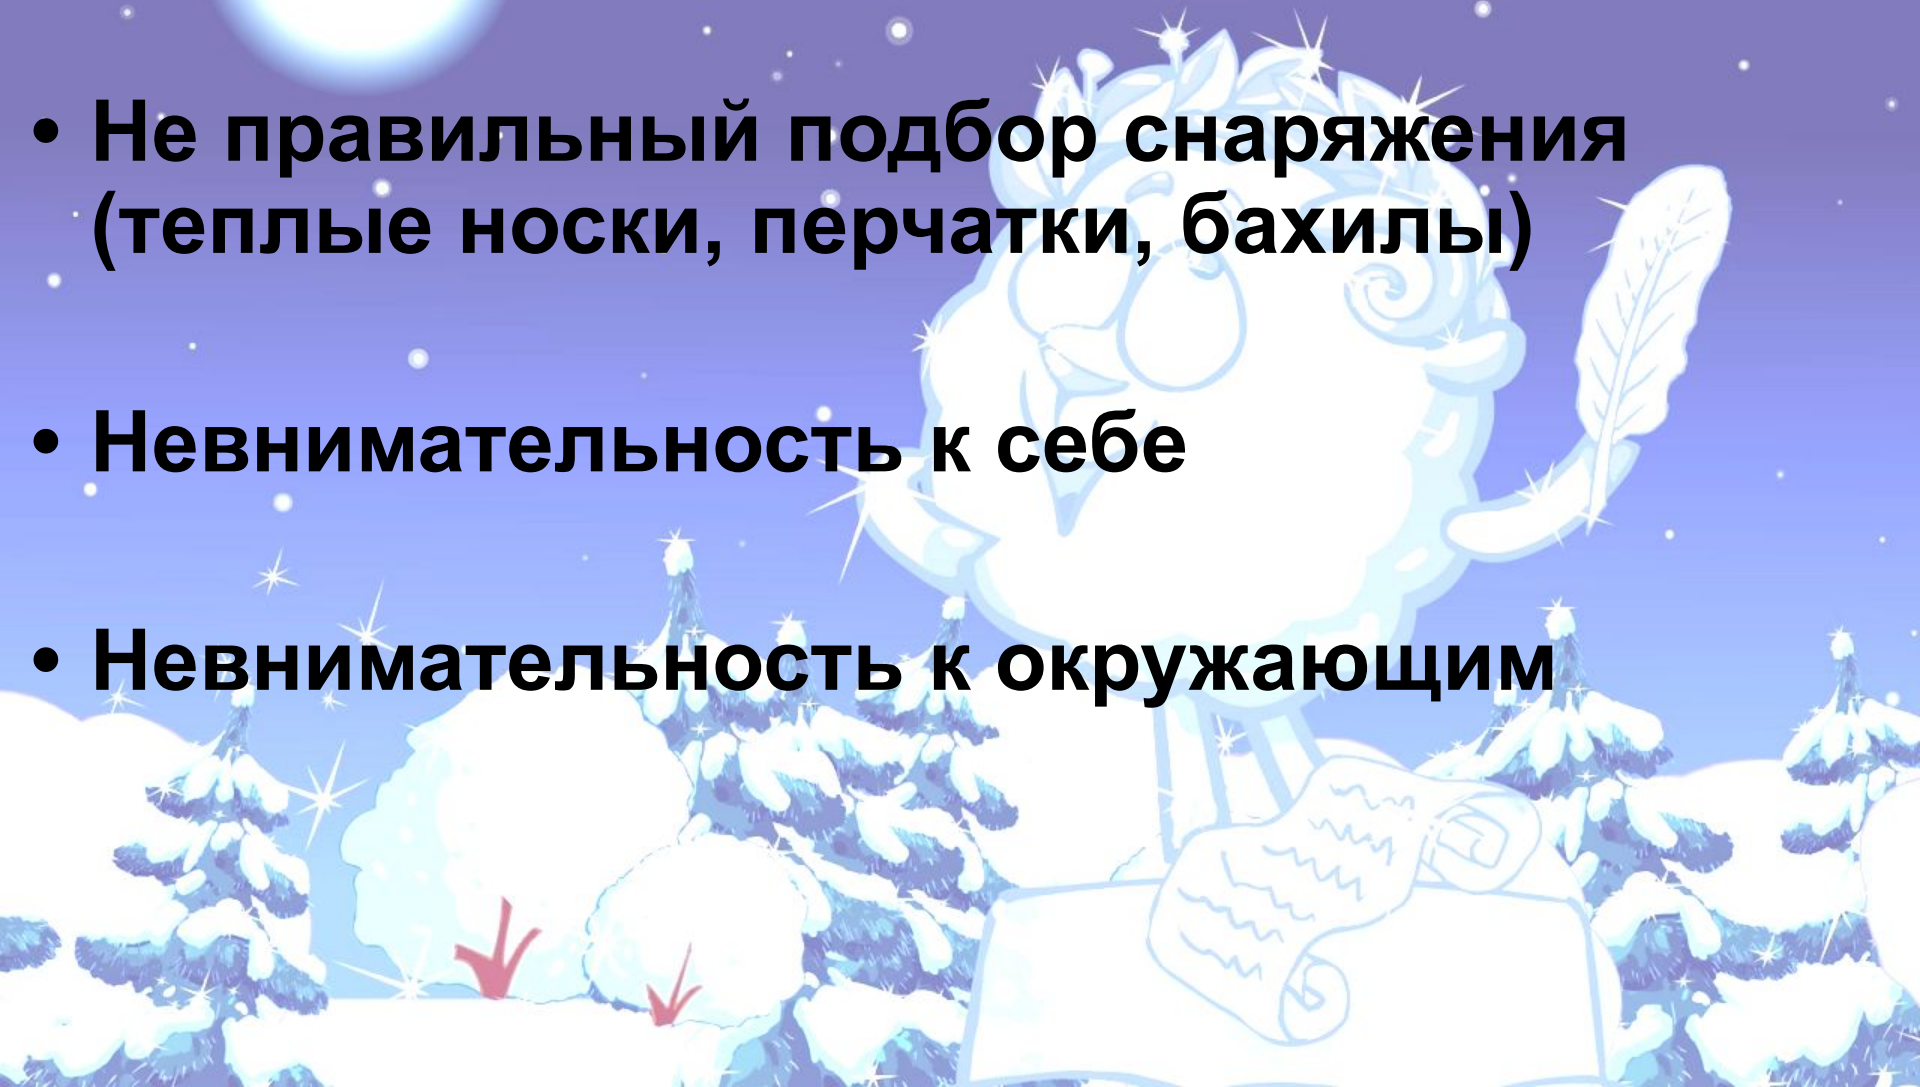 • Не правильный подбор снаряжения
(теплые носки, перчатки, бахилы)
• Невнимательность к себе
• Невнимательность к окружающим